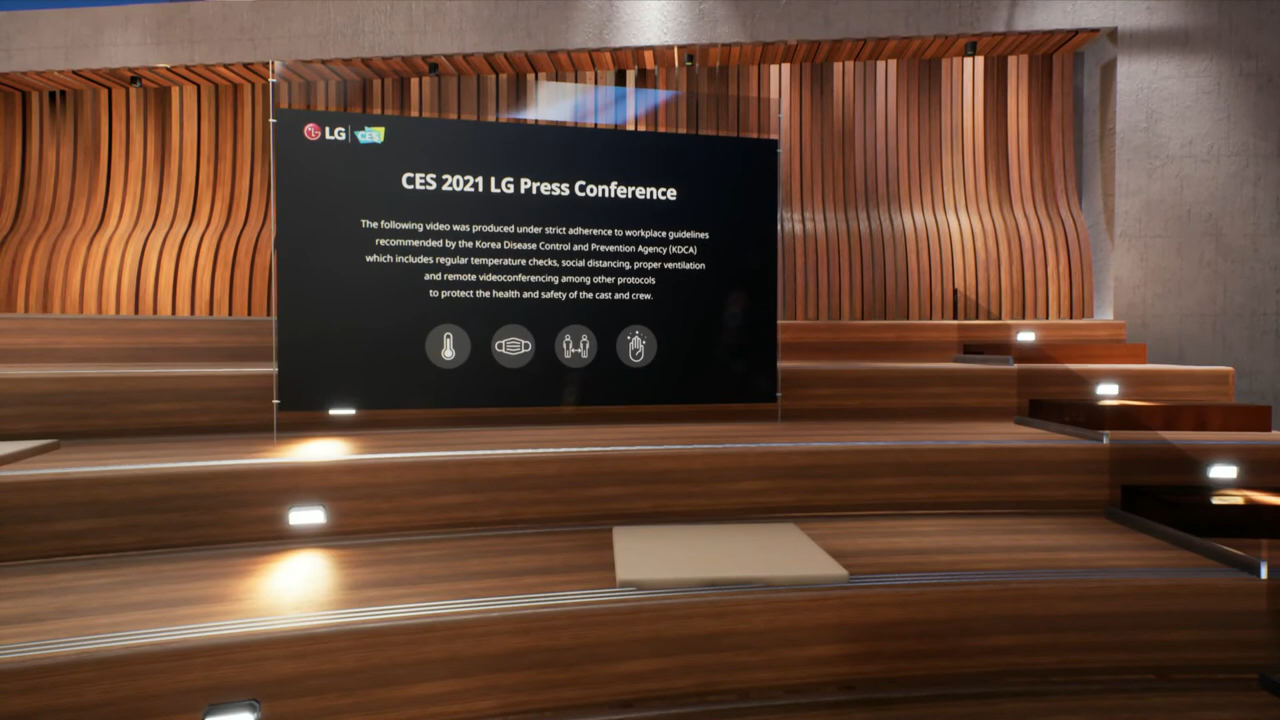 LG CES
CES 2021 LG Press Conference
The following video was produced under strict adherence to workplace guidelines
recommended by the Korea Disease Control and Prevention Agency (KDCA)
which includes regular temperature checks, social distancing, proper ventilation
and remote videoconferencing among other protocols
to protect the health and safety of the cast and crew.